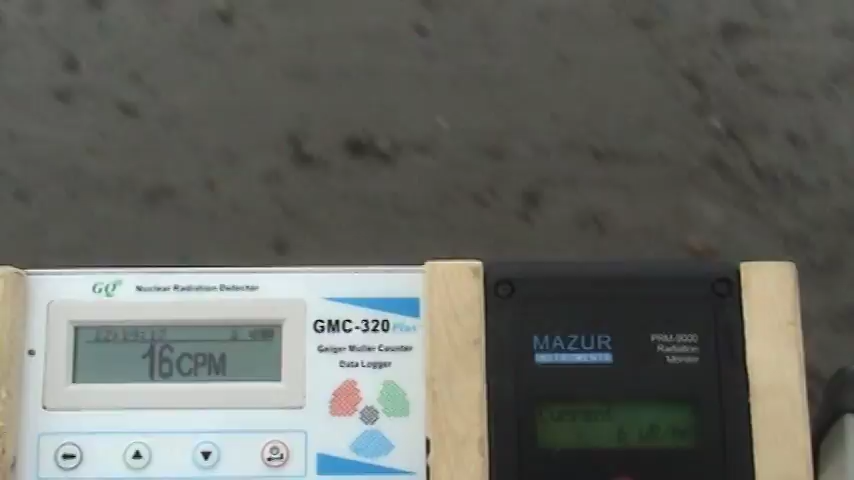 GQ
Nuclear Radiation Detector
16CPM
GMC-320 Plus
Geiger Muller Counter
Data Logger
MAZUR
INSTRUMENTS
PRM-9000
Radiation
Monitor
Current